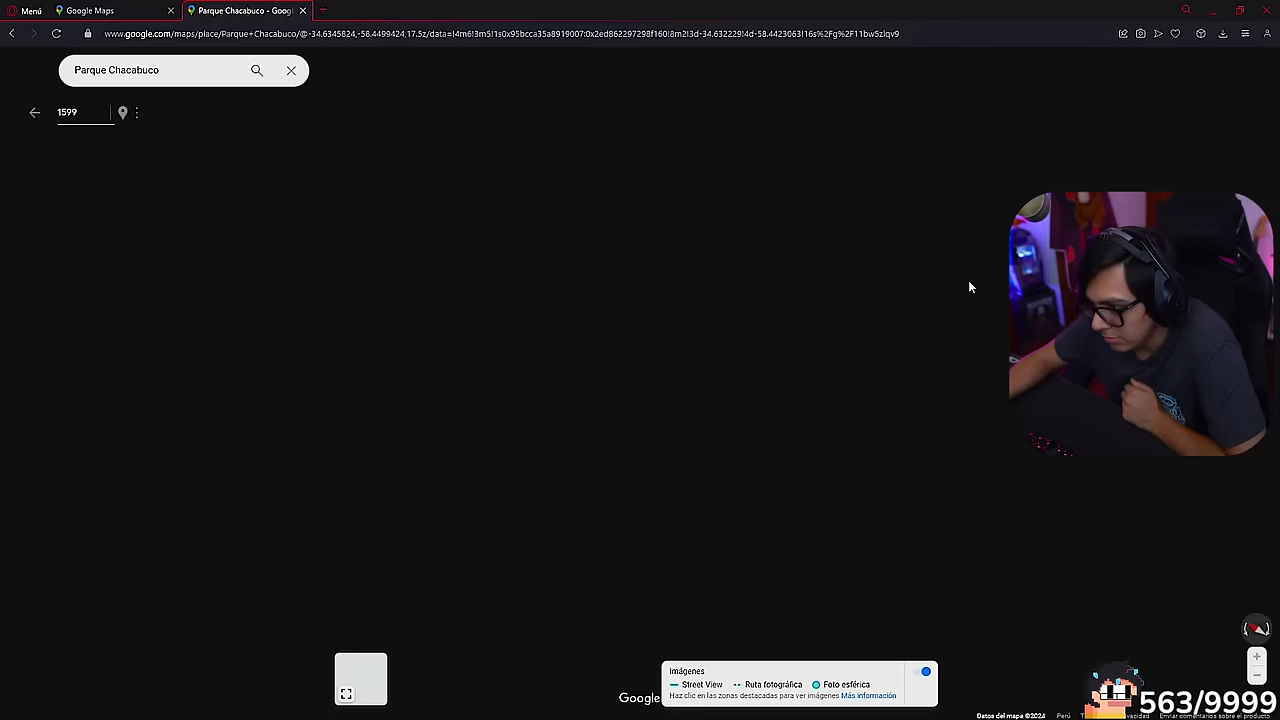 Menú
Google Maps
Parque Chacabuco - Googl
www.google.com/maps/place/Parque+Chacabuco/@-34.6345824,-58.4499424,17.5z/data=!4m6!3m5!1s0x95bcca35a8919007:0x2ed862297298f160!8m2!3d-34.632229!4d-58.4423063!16s%2Fg%2F11bw5zlqv9
Parque Chacabuco
1599
Imágenes
Street View
Ruta fotográfica
Foto esférica
Haz clic en las zonas destacadas para ver imágenes Más información
Google
563/9999
Datos del mapa ©2024
Perú
Enviar comentarios sobre el producto